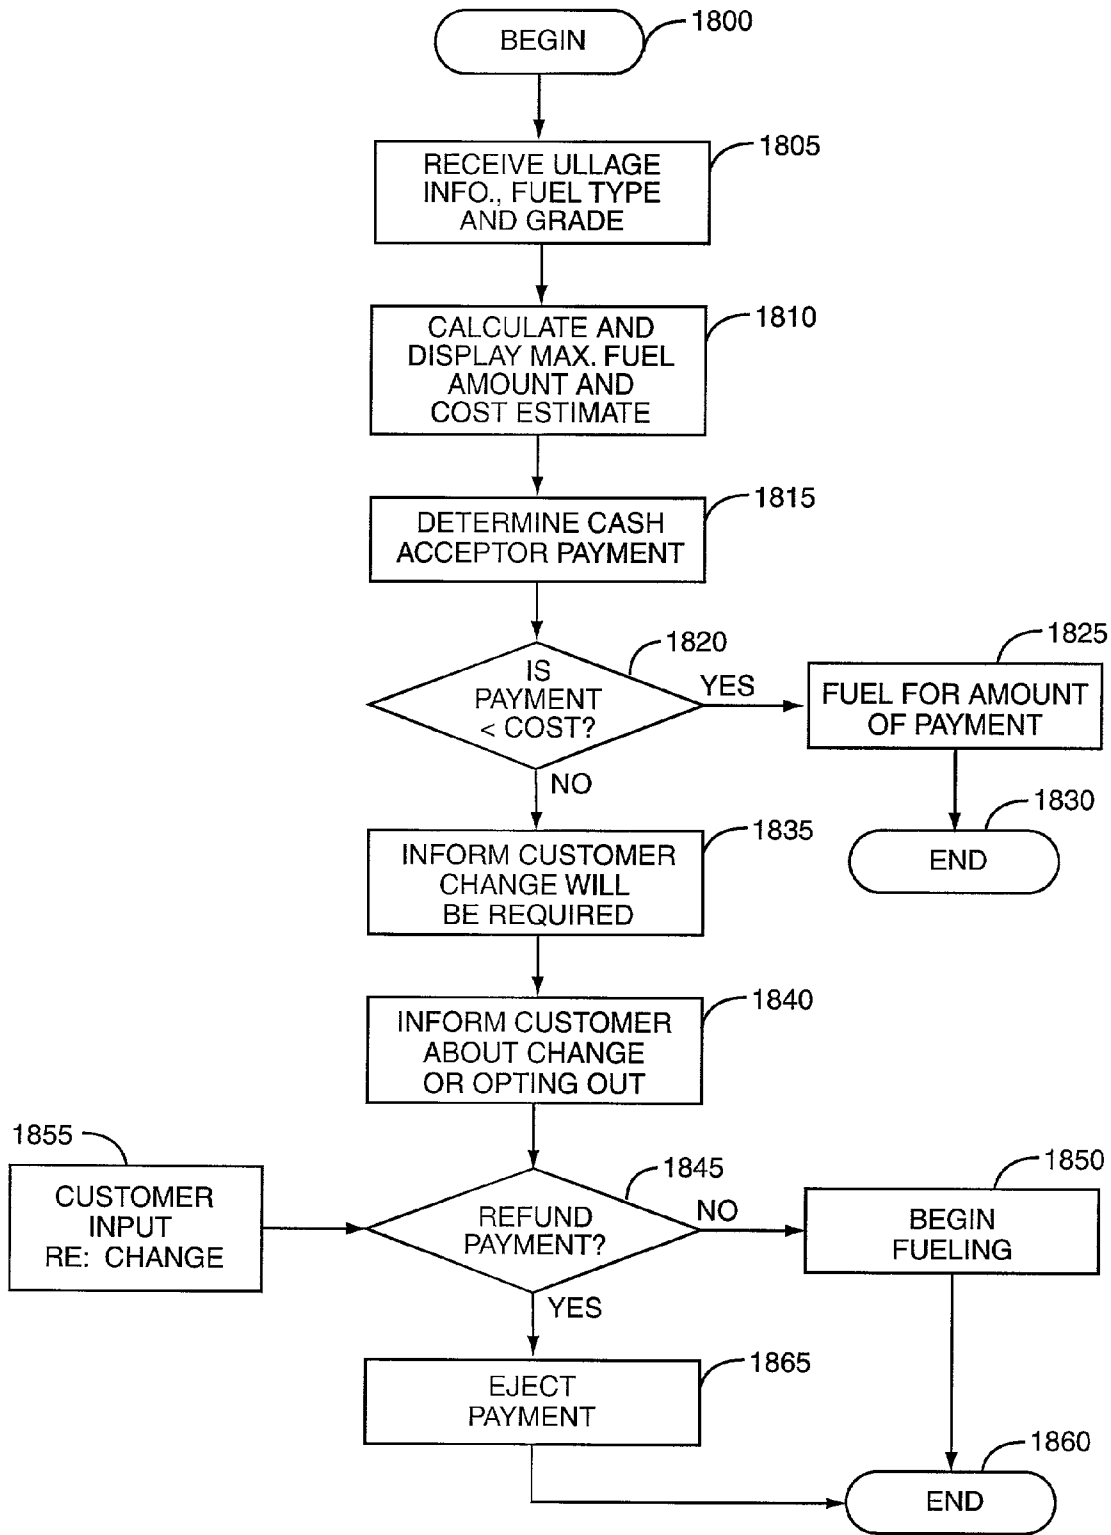 BEGIN
1800
RECEIVE ULLAGE
INFO., FUEL TYPE
AND GRADE
1805
CALCULATE AND
DISPLAY MAX. FUEL
AMOUNT AND
COST ESTIMATE
1810
DETERMINE CASH
ACCEPTOR PAYMENT
1815
IS
PAYMENT
< COST?
1820
YES
FUEL FOR AMOUNT
OF PAYMENT
1825
END
1830
NO
INFORM CUSTOMER
CHANGE WILL
BE REQUIRED
1835
INFORM CUSTOMER
ABOUT CHANGE
OR OPTING OUT
1840
1855
CUSTOMER
INPUT
RE: CHANGE
REFUND
PAYMENT?
1845
NO
BEGIN
FUELING
1850
YES
EJECT
PAYMENT
1865
END
1860